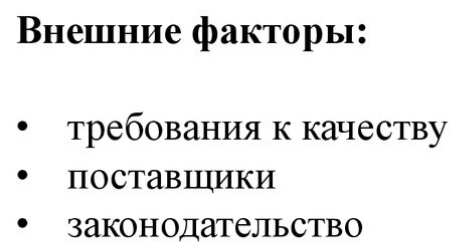 Внешние факторы:
• требования к качеству
• поставщики
• законодательство